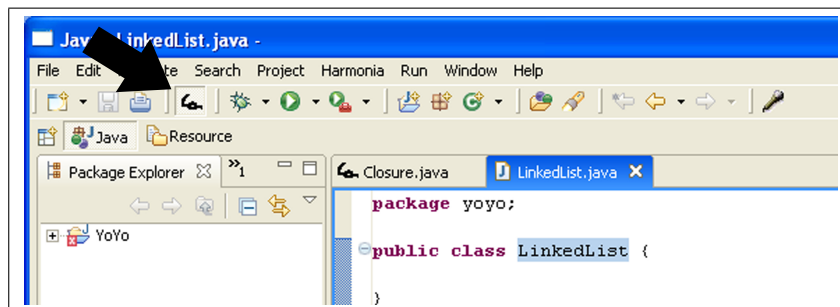 Java LinkedList.java -
File Edit Search Project Harmonia Run Window Help
Java Resource
Package Explorer »1 Closure.java LinkedList.java
package yoyo;
YoYo
public class LinkedList {
}